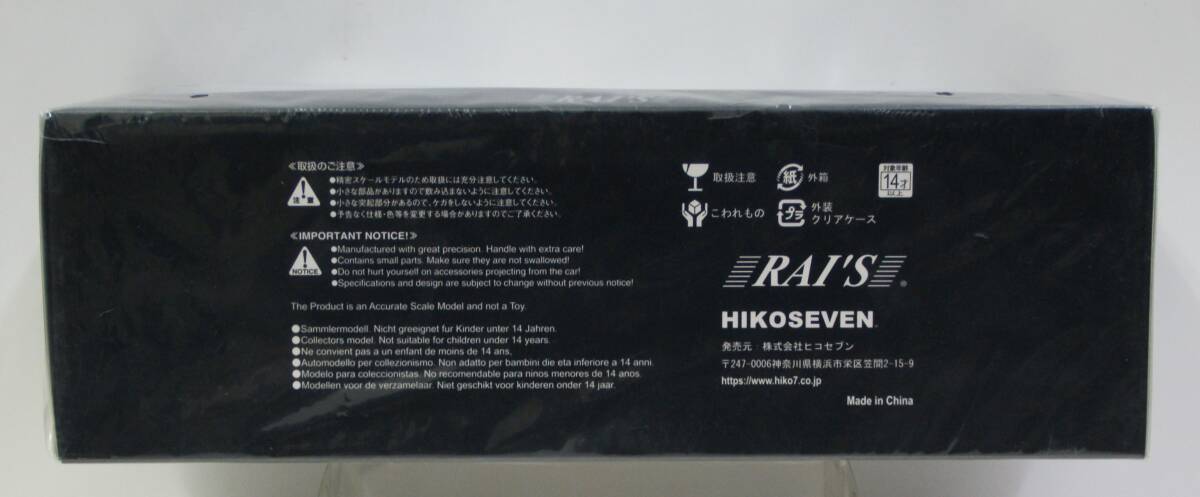 RAI'S
≪取扱のご注意≫
注意
●精密スケールモデルのため取扱には充分注意してください。
●小さな部品がありますので飲み込まないように注意してください。
●小さな突起部分があるので、ケガをしないように注意してください。
●予告なく仕様・色等を変更する場合がありますのでご了承ください。
≪IMPORTANT NOTICE!≫
NOTICE
●Manufactured with great precision. Handle with extra care!
●Contains small parts. Make sure they are not swallowed!
●Do not hurt yourself on accessories projecting from the car!
●Specifications and design are subject to change without previous notice!
The Product is an Accurate Scale Model and not a Toy.
●Sammlermodell. Nicht geeignet fur Kinder unter 14 Jahren.
●Collectors model. Not suitable for children under 14 years.
●Ne convient pas a un enfant de moins de 14 ans,
●Automodello per collezionismo. Non adatto per bambini die eta inferiore a 14 anni.
●Modelo para coleccionistas. No recomendable para ninos menores de 14 anos.
●Modellen voor de verzamelaar. Niet geschikt voor kinderen onder 14 jaar.
取扱注意
紙 外箱
対象年齢
14才
以上
こわれもの
プラ 外装
クリアケース
RAI'S®
HIKOSEVEN
発売元：株式会社ヒコセブン
〒247-0006神奈川県横浜市栄区笠間2-15-9
https://www.hiko7.co.jp
Made in China